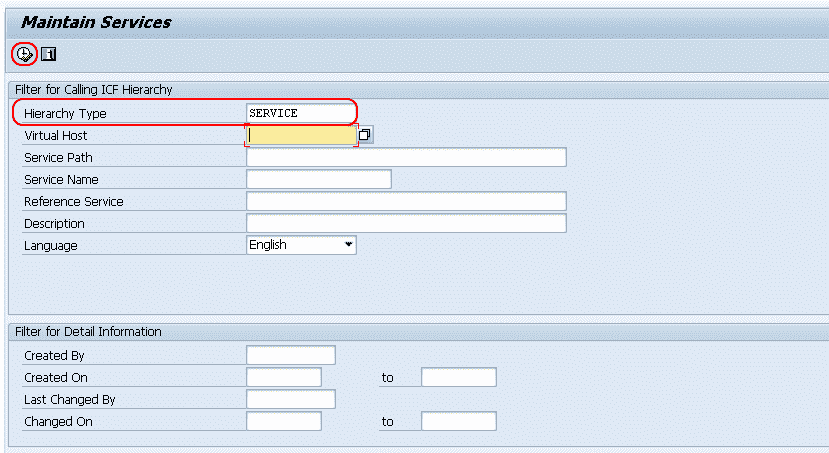 Maintain Services
Filter for Calling ICF Hierarchy
Hierarchy Type SERVICE
Virtual Host
Service Path
Service Name
Reference Service
Description
Language English
Filter for Detail Information
Created By
Created On to
Last Changed By
Changed On to